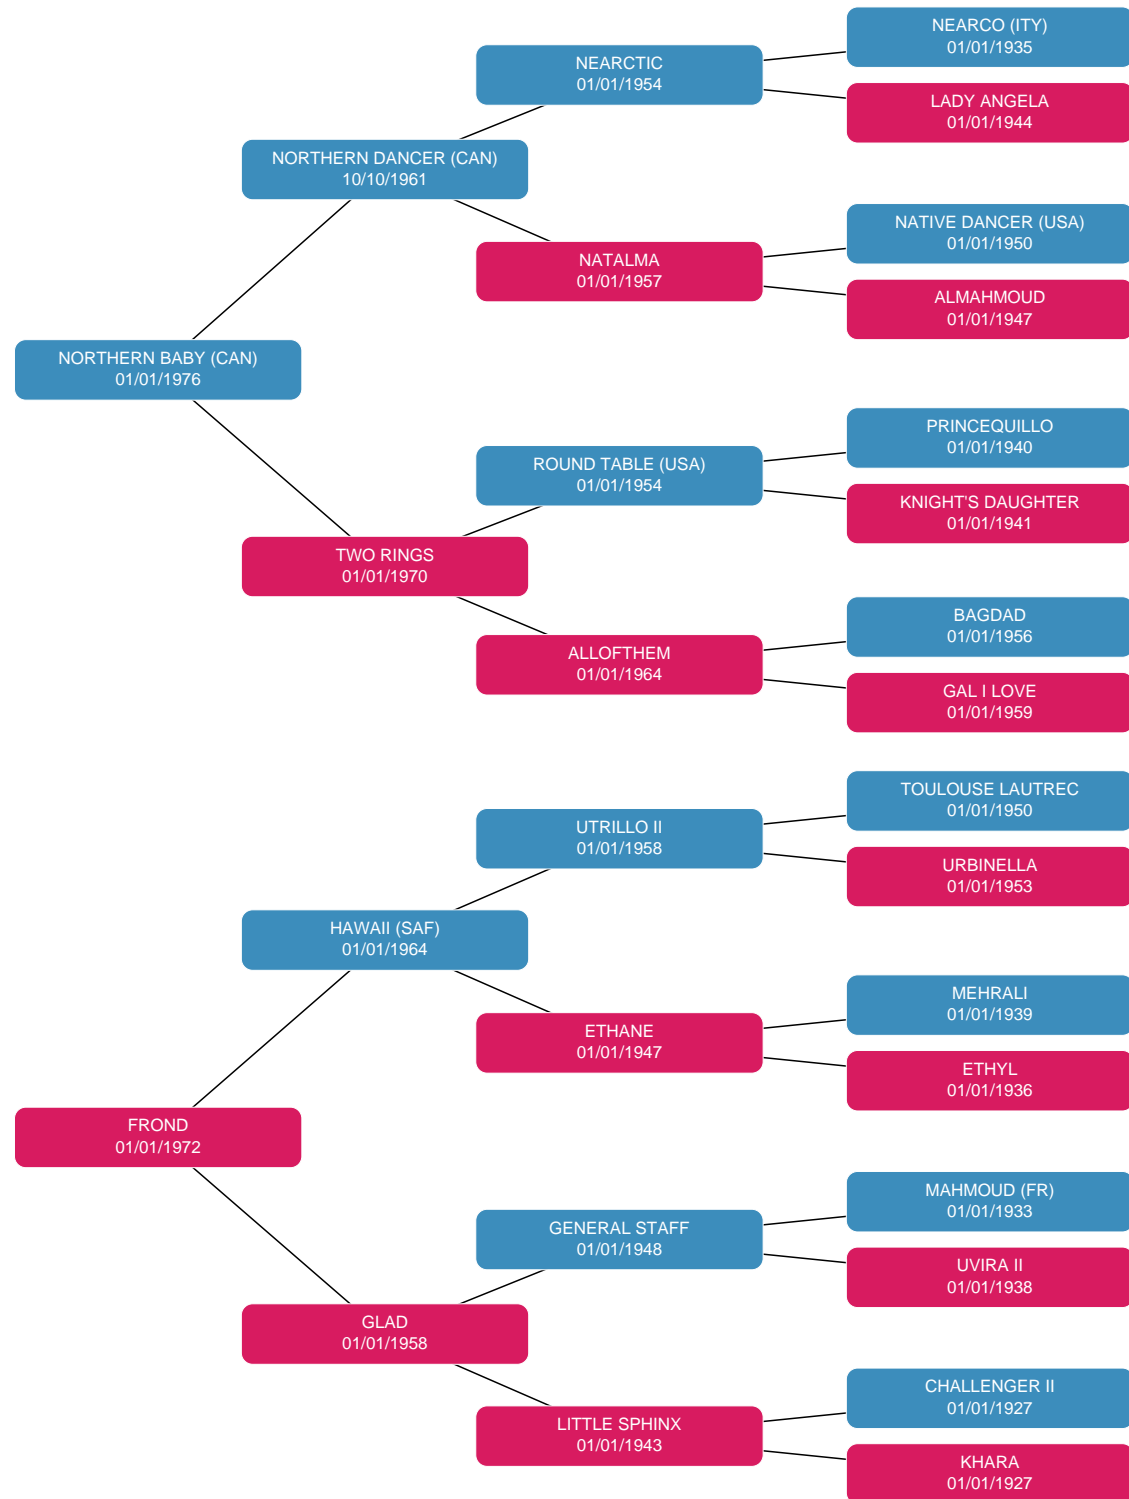 NEARCO (ITY)
01/01/1935
NEARCTIC
01/01/1954
LADY ANGELA
01/01/1944
NORTHERN DANCER (CAN)
10/10/1961
NATIVE DANCER (USA)
01/01/1950
NATALMA
01/01/1957
ALMAHMOUD
01/01/1947
NORTHERN BABY (CAN)
01/01/1976
PRINCEQUILLO
01/01/1940
ROUND TABLE (USA)
01/01/1954
KNIGHT'S DAUGHTER
01/01/1941
TWO RINGS
01/01/1970
BAGDAD
01/01/1956
ALLOFTHEM
01/01/1964
GAL I LOVE
01/01/1959
TOULOUSE LAUTREC
01/01/1950
UTRILLO II
01/01/1958
URBINELLA
01/01/1953
HAWAII (SAF)
01/01/1964
MEHRALI
01/01/1939
ETHANE
01/01/1947
ETHYL
01/01/1936
FROND
01/01/1972
MAHMOUD (FR)
01/01/1933
GENERAL STAFF
01/01/1948
UVIRA II
01/01/1938
GLAD
01/01/1958
CHALLENGER II
01/01/1927
LITTLE SPHINX
01/01/1943
KHARA
01/01/1927